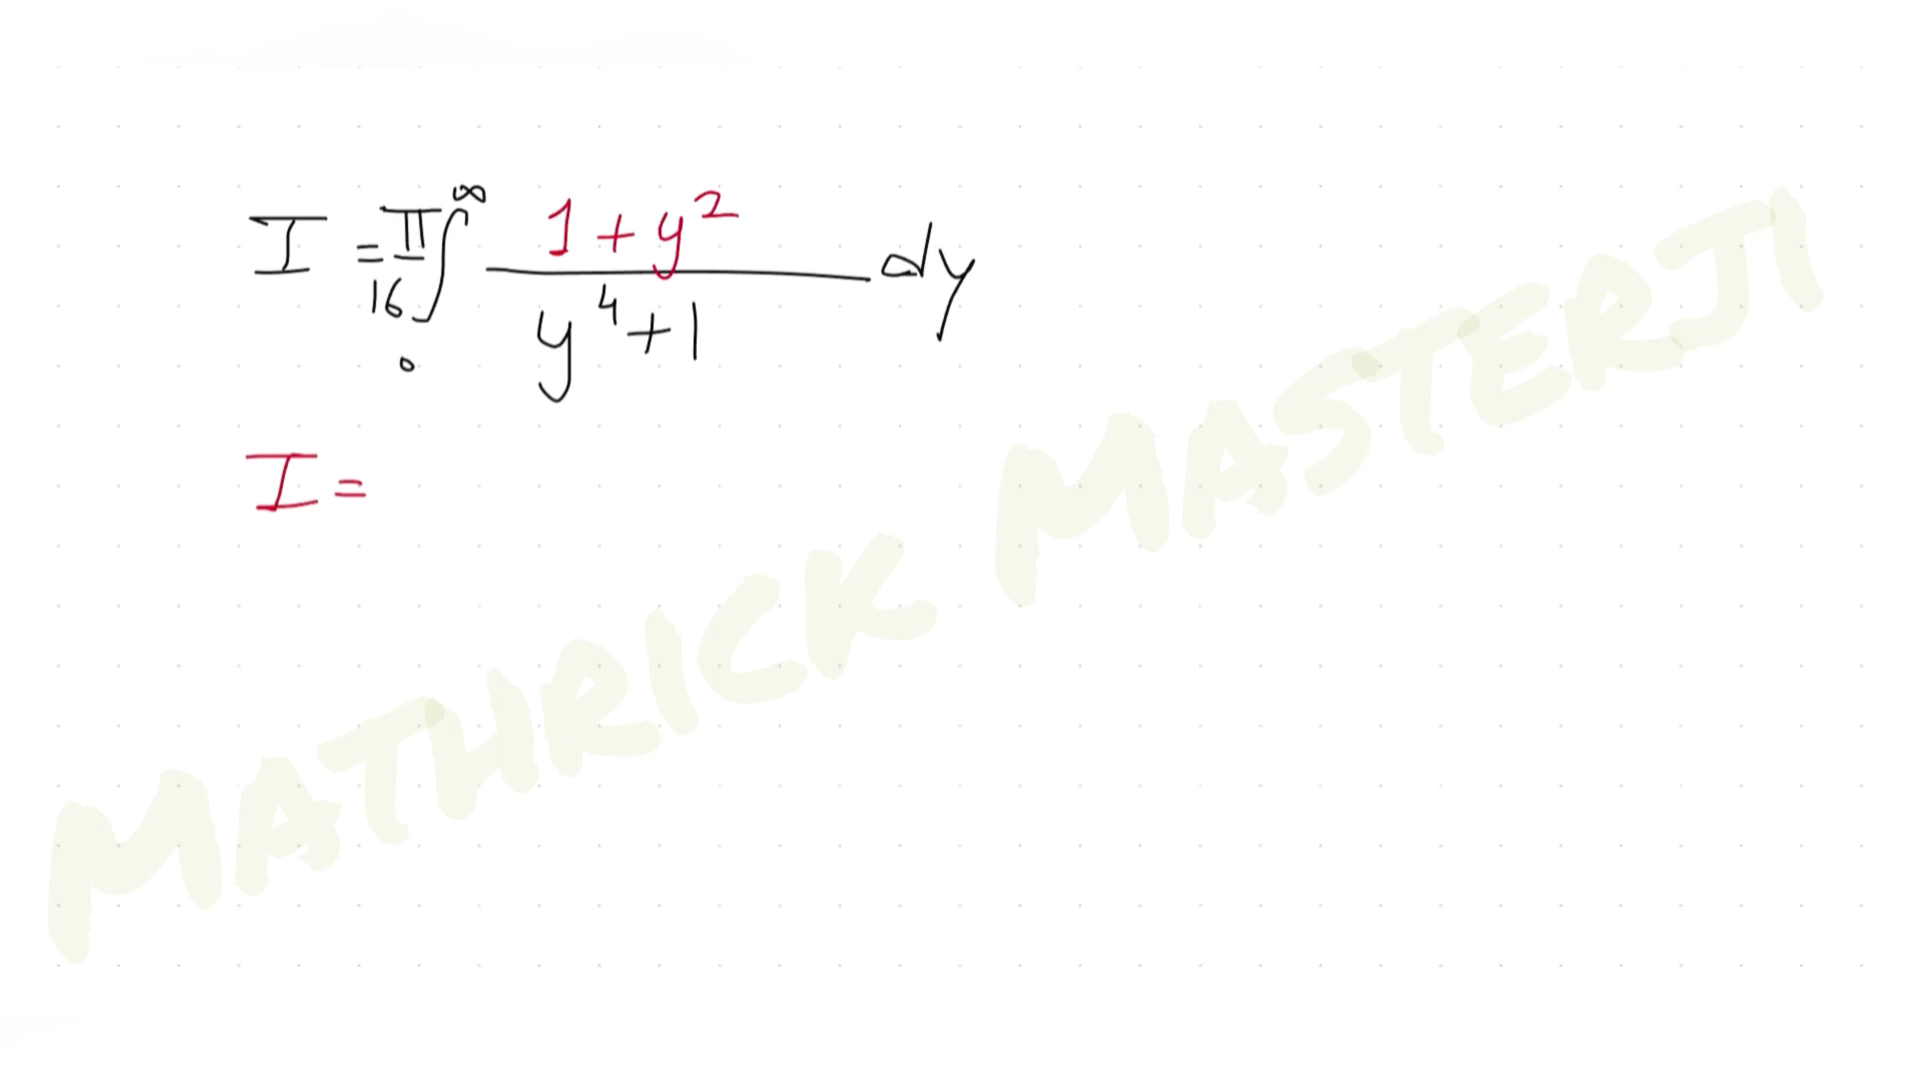 I = π/16 ∫₀^∞ (1+y²)/(y⁴+1) dy
I =
MATHRICK MASTERJI